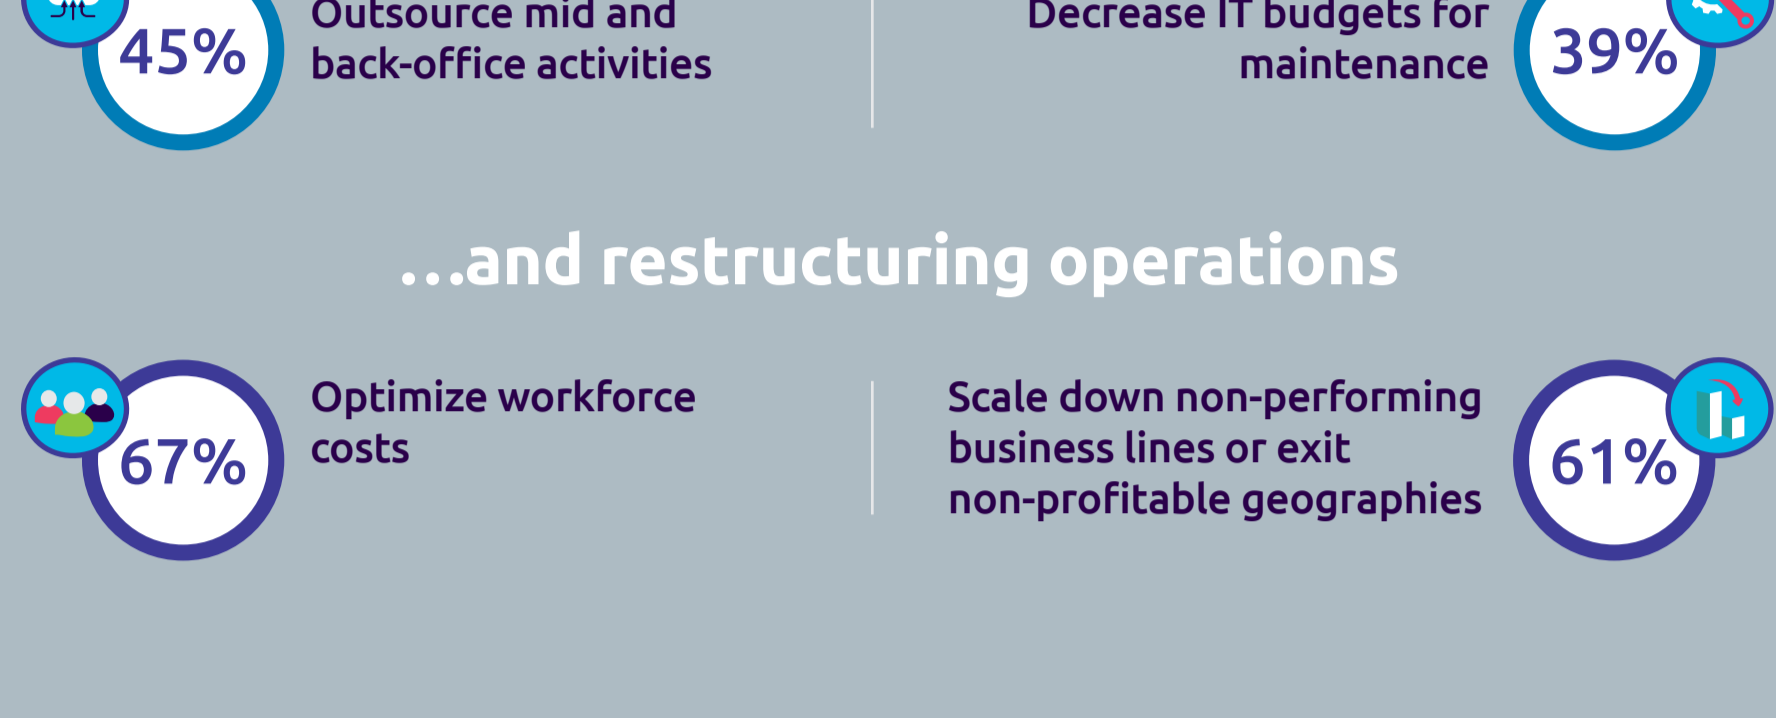 45%
Outsource mid and
back-office activities
Decrease IT budgets for
maintenance
39%
...and restructuring operations
67%
Optimize workforce
costs
Scale down non-performing
business lines or exit
non-profitable geographies
61%